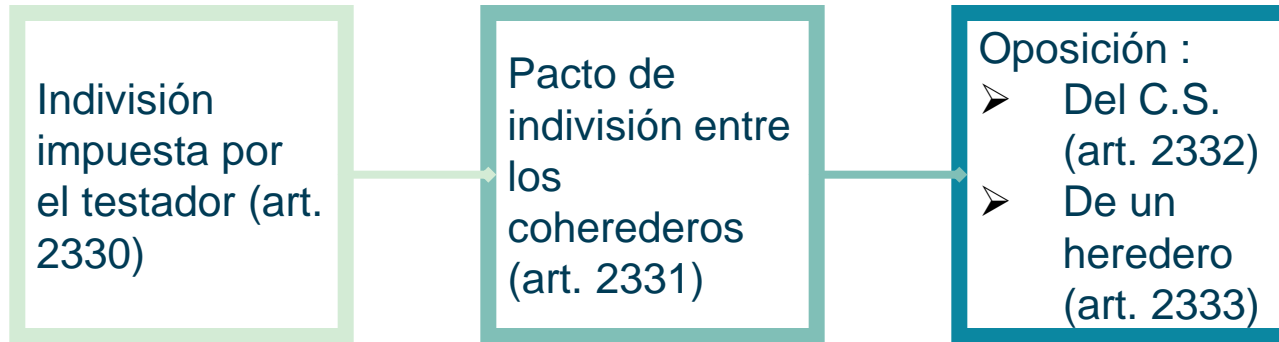 Indivisión
impuesta por
el testador (art.
2330)
Pacto de
indivisión entre
los
coherederos
(art. 2331)
Oposición :
➢ Del C.S.
(art. 2332)
➢ De un
heredero
(art. 2333)